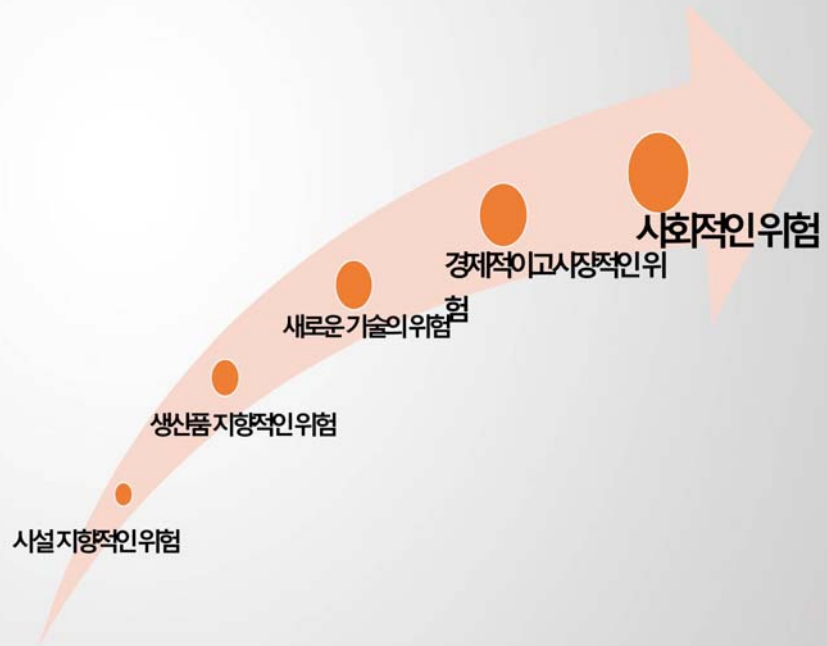 사회적인 위험
경제적이고시장적인 위
험
새로운 기술의 위험
생산품 지향적인 위험
시설 지향적인 위험